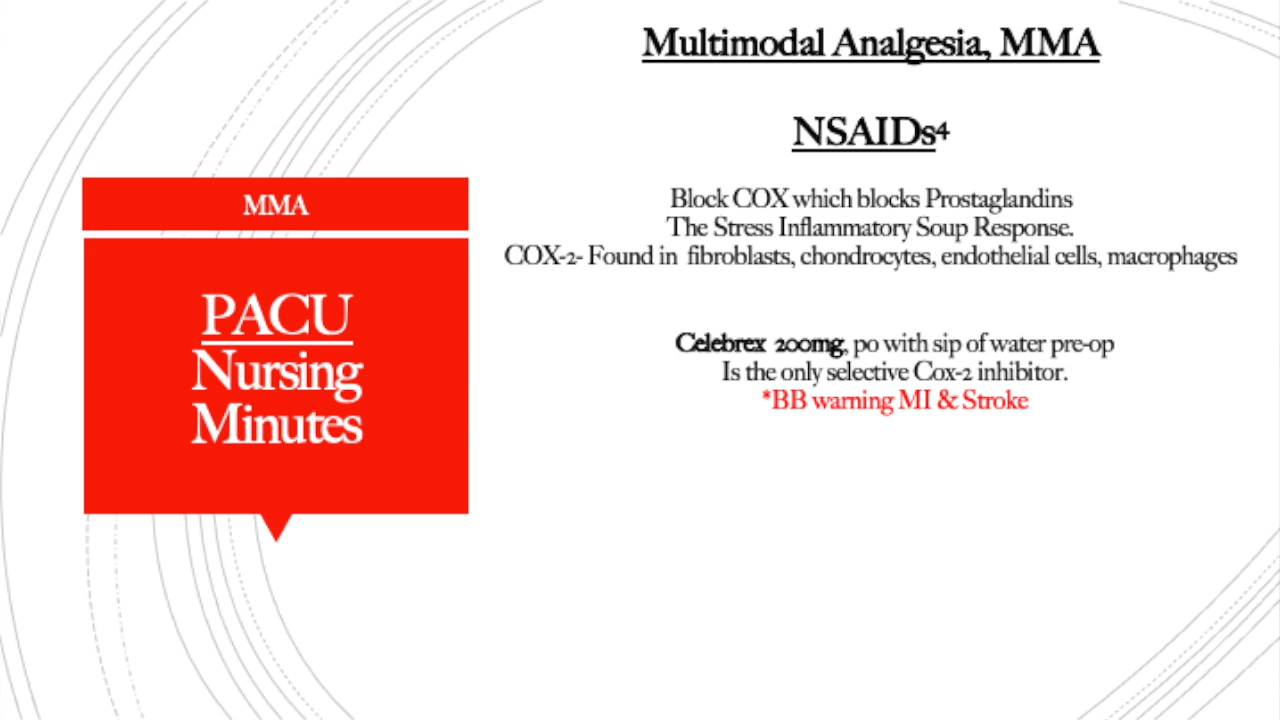 Multimodal Analgesia, MMA
NSAIDs⁴
Block COX which blocks Prostaglandins
The Stress Inflammatory Soup Response.
COX-2- Found in fibroblasts, chondrocytes, endothelial cells, macrophages
Celebrex 200mg, po with sip of water pre-op
Is the only selective Cox-2 inhibitor.
*BB warning MI & Stroke
MMA
PACU
Nursing
Minutes